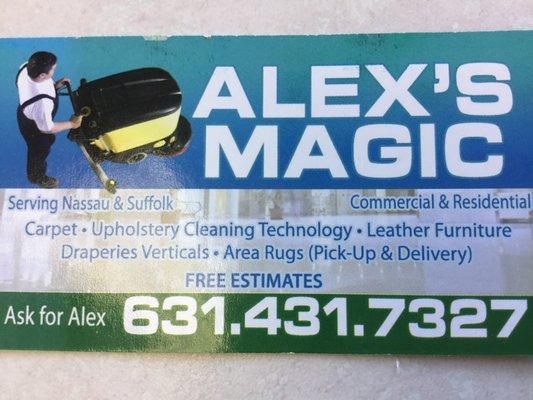 ALEX'S
MAGIC
Serving Nassau & Suffolk
Commercial & Residential
Carpet • Upholstery Cleaning Technology • Leather Furniture
Draperies Verticals • Area Rugs (Pick-Up & Delivery)
FREE ESTIMATES
Ask for Alex 631.431.7327